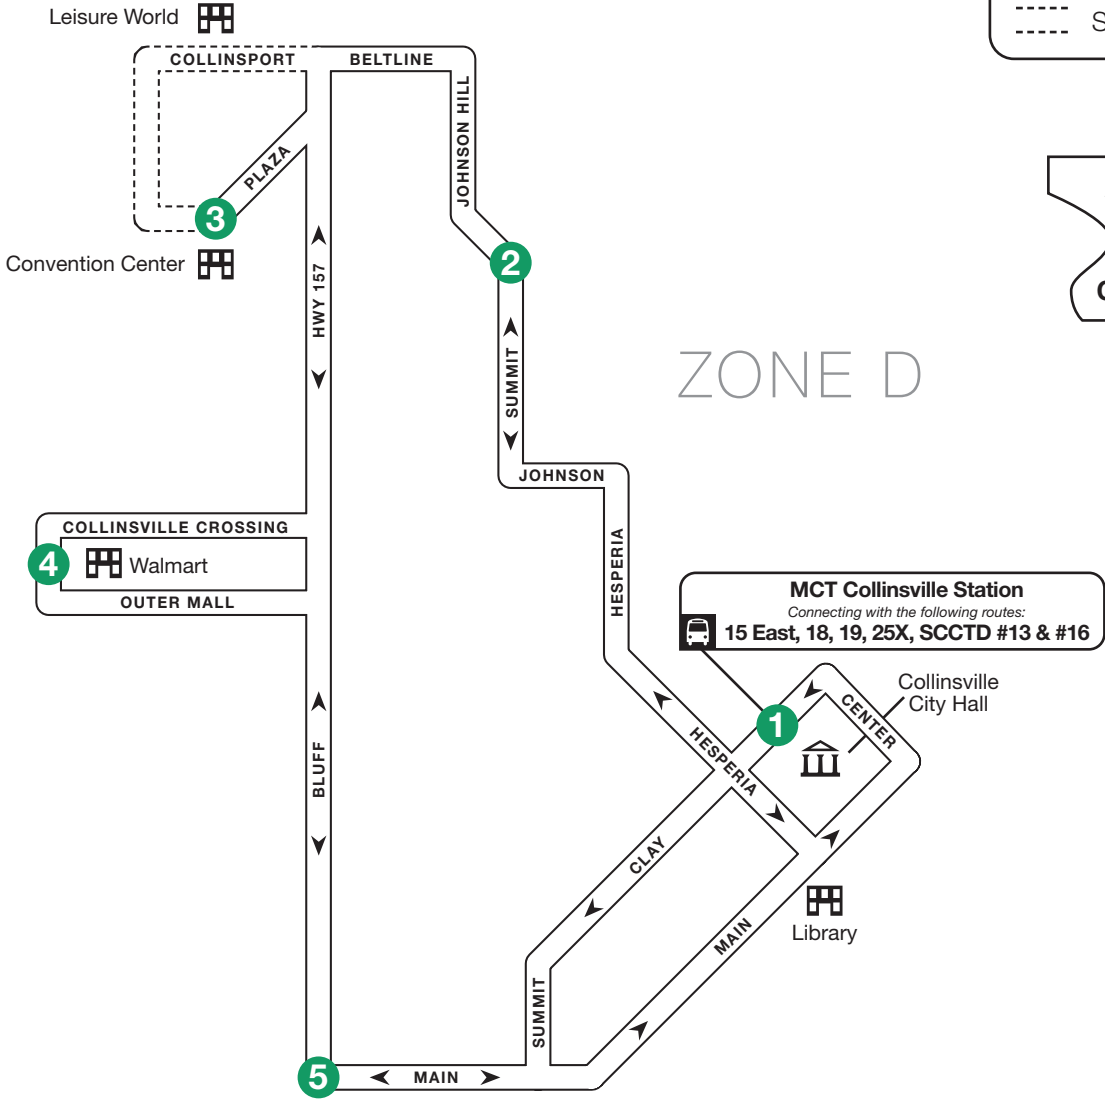 Leisure World
S
COLLINSPORT
BELTLINE
JOHNSON HILL
PLAZA
3
2
Convention Center
HWY 157
SUMMIT
ZONE D
JOHNSON
COLLINSVILLE CROSSING
4
Walmart
OUTER MALL
HESPERIA
MCT Collinsville Station
Connecting with the following routes:
15 East, 18, 19, 25X, SCCTD #13 & #16
Collinsville
City Hall
1
CENTER
HESPERIA
BLUFF
CLAY
Library
MAIN
SUMMIT
5
MAIN